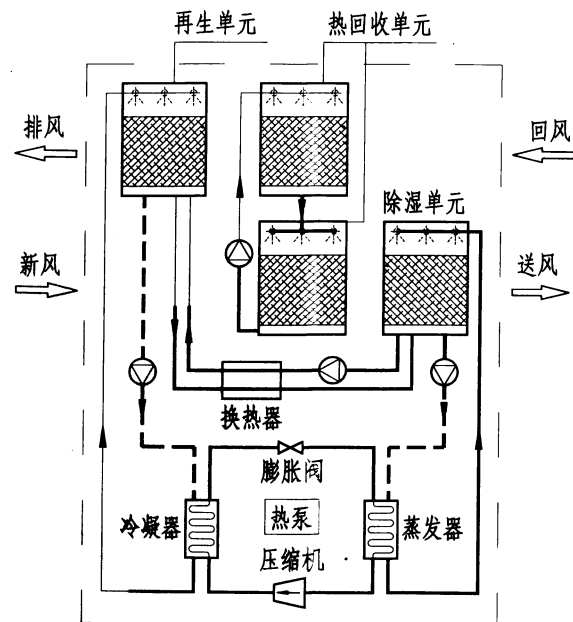 再生单元
热回收单元
排风
回风
除湿单元
新风
送风
换热器
膨胀阀
冷凝器
热泵
蒸发器
压缩机